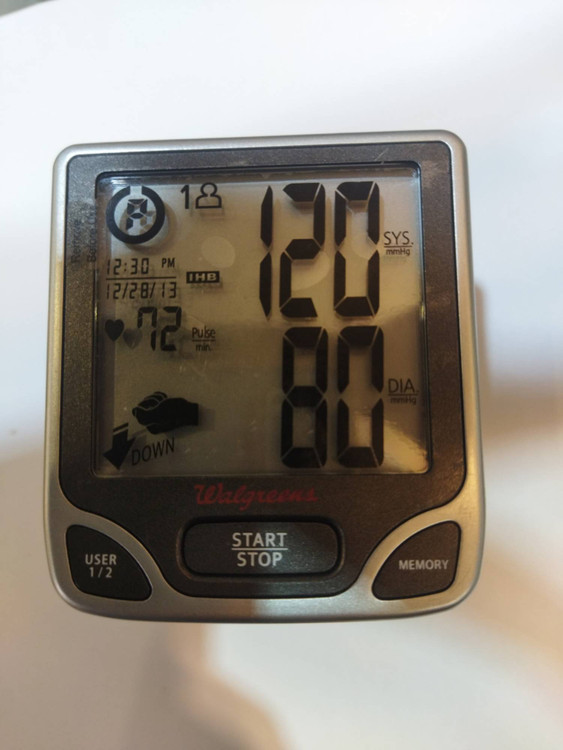 1
120
SYS.
mmHg
12:30 PM
12/28/13
IHB
72
Pulse
min.
80
DIA.
mmHg
DOWN
Walgreens
USER
1/2
START
STOP
MEMORY